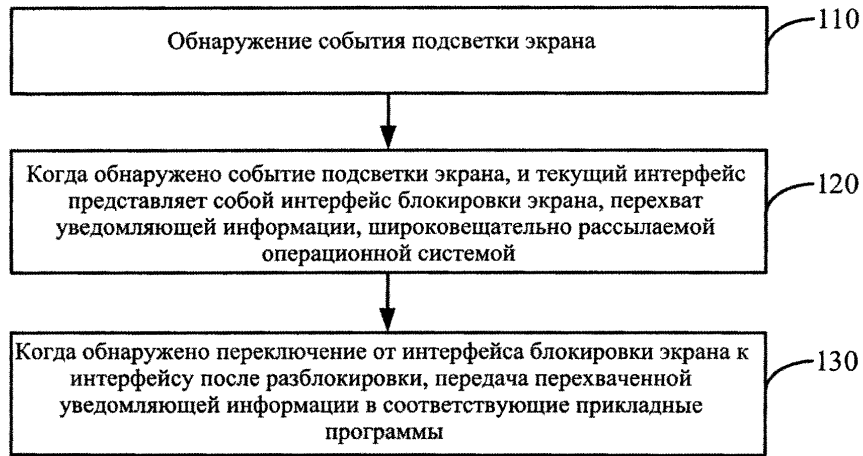 Обнаружение события подсветки экрана
110
Когда обнаружено событие подсветки экрана, и текущий интерфейс
представляет собой интерфейс блокировки экрана, перехват
уведомляющей информации, широковещательно рассылаемой
операционной системой
120
Когда обнаружено переключение от интерфейса блокировки экрана к
интерфейсу после разблокировки, передача перехваченной
уведомляющей информации в соответствующие прикладные
программы
130